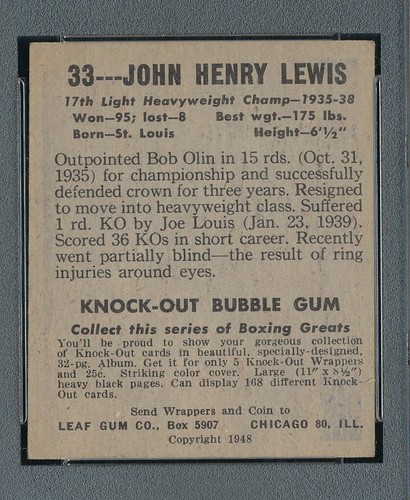 33---JOHN HENRY LEWIS
17th Light Heavyweight Champ—1935-38
Won—95; lost—8 Best wgt.—175 lbs.
Born—St. Louis Height—6'½"
Outpointed Bob Olin in 15 rds. (Oct. 31,
1935) for championship and successfully
defended crown for three years. Resigned
to move into heavyweight class. Suffered
1 rd. KO by Joe Louis (Jan. 23, 1939).
Scored 36 KOs in short career. Recently
went partially blind—the result of ring
injuries around eyes.
KNOCK-OUT BUBBLE GUM
Collect this series of Boxing Greats
You'll be proud to show your gorgeous collection
of Knock-Out cards in beautiful, specially-designed,
32-pg. Album. Get it for only 5 Knock-Out Wrappers
and 25c. Striking color cover. Large (11" x 8½")
heavy black pages. Can display 168 different Knock-
Out cards.
Send Wrappers and Coin to
LEAF GUM CO., Box 5907 CHICAGO 80, ILL.
Copyright 1948